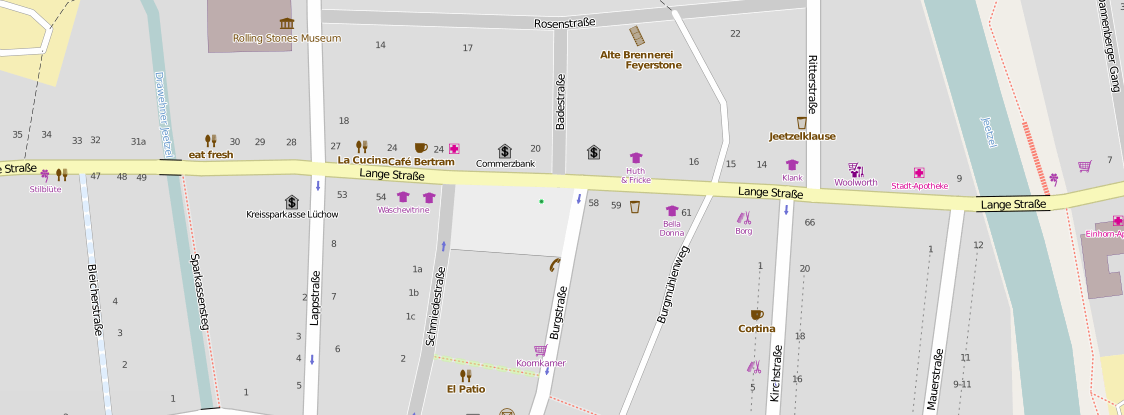 Rosenstraße
Rolling Stones Museum
14
17
22
Alte Brennerei
Feyerstone
Dannenberger Gang
Drawehner Jeetzel
Badestraße
Ritterstraße
Jeetzel
18
35
34
33
32
31a
30
29
28
27
24
24
20
Jeetzelklause
eat fresh
La Cucina
Café Bertram
Commerzbank
16
15
14
9
7
Huth
& Fricke
Klank
Woolworth
Stadt-Apotheke
e Straße
Lange Straße
Lange Straße
Lange Straße
Stilblüte
47
48
49
53
54
Wäschevitrine
58
59
61
66
Kreissparkasse Lüchow
Bella
Donna
Borg
Einhorn-Ap
8
1
12
Bleicherstraße
Sparkassensteg
Lappstraße
Schmiedestraße
Burgstraße
Burgmühlenweg
Kirchstraße
Mauerstraße
1a
1b
1c
2
1
20
4
3
2
2
7
3
4
6
5
Koornkamer
Cortina
18
11
16
9-11
5
El Patio
1
1